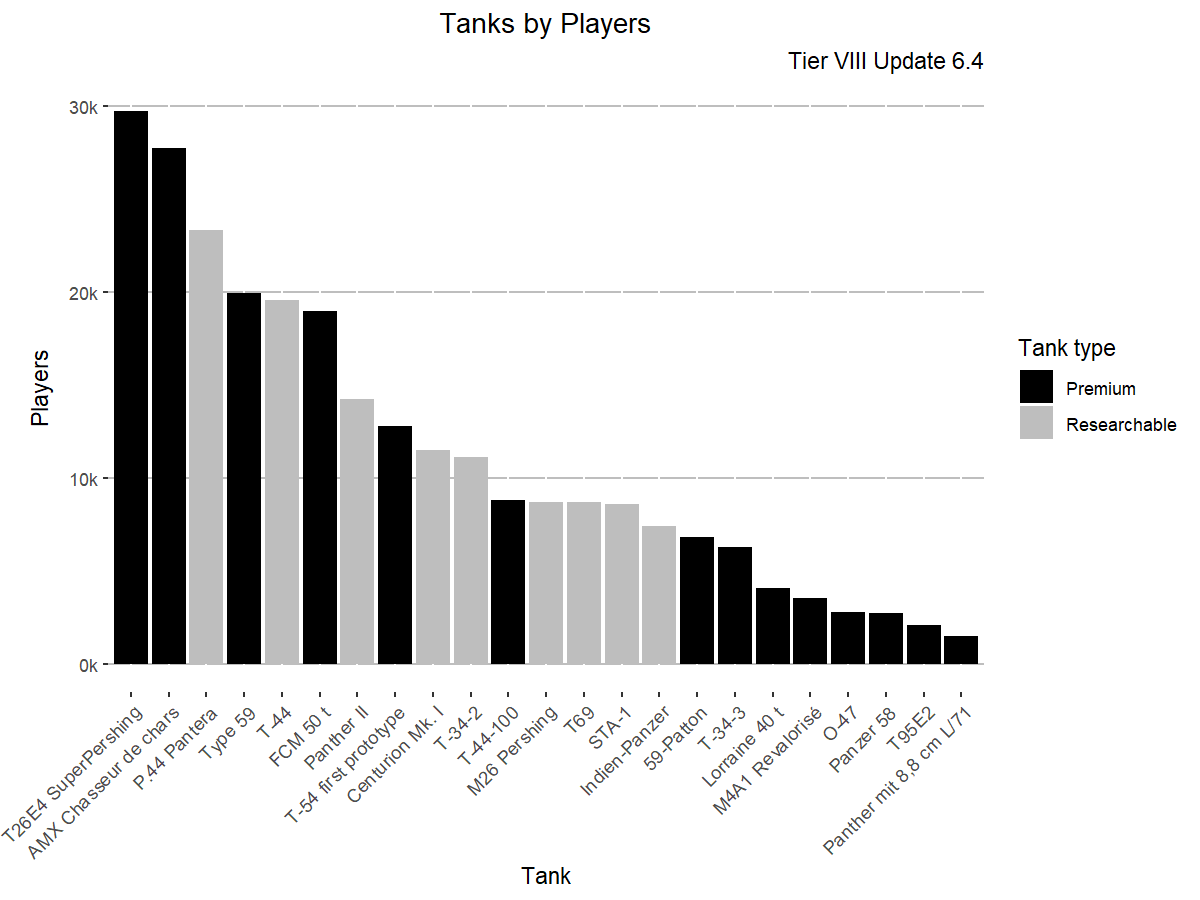 Tanks by Players
Tier VIII Update 6.4
30k
20k
10k
0k
Players
T26E4 SuperPershing
AMX Chasseur de chars
P.44 Pantera
Type 59
T-44
FCM 50 t
Panther II
T-54 first prototype
Centurion Mk. I
T-34-2
T-44-100
M26 Pershing
T69
STA-1
Indien-Panzer
59-Patton
T-34-3
Lorraine 40 t
M4A1 Revalorisé
O-47
Panzer 58
T95E2
Panther mit 8,8 cm L/71
Tank
Tank type
Premium
Researchable